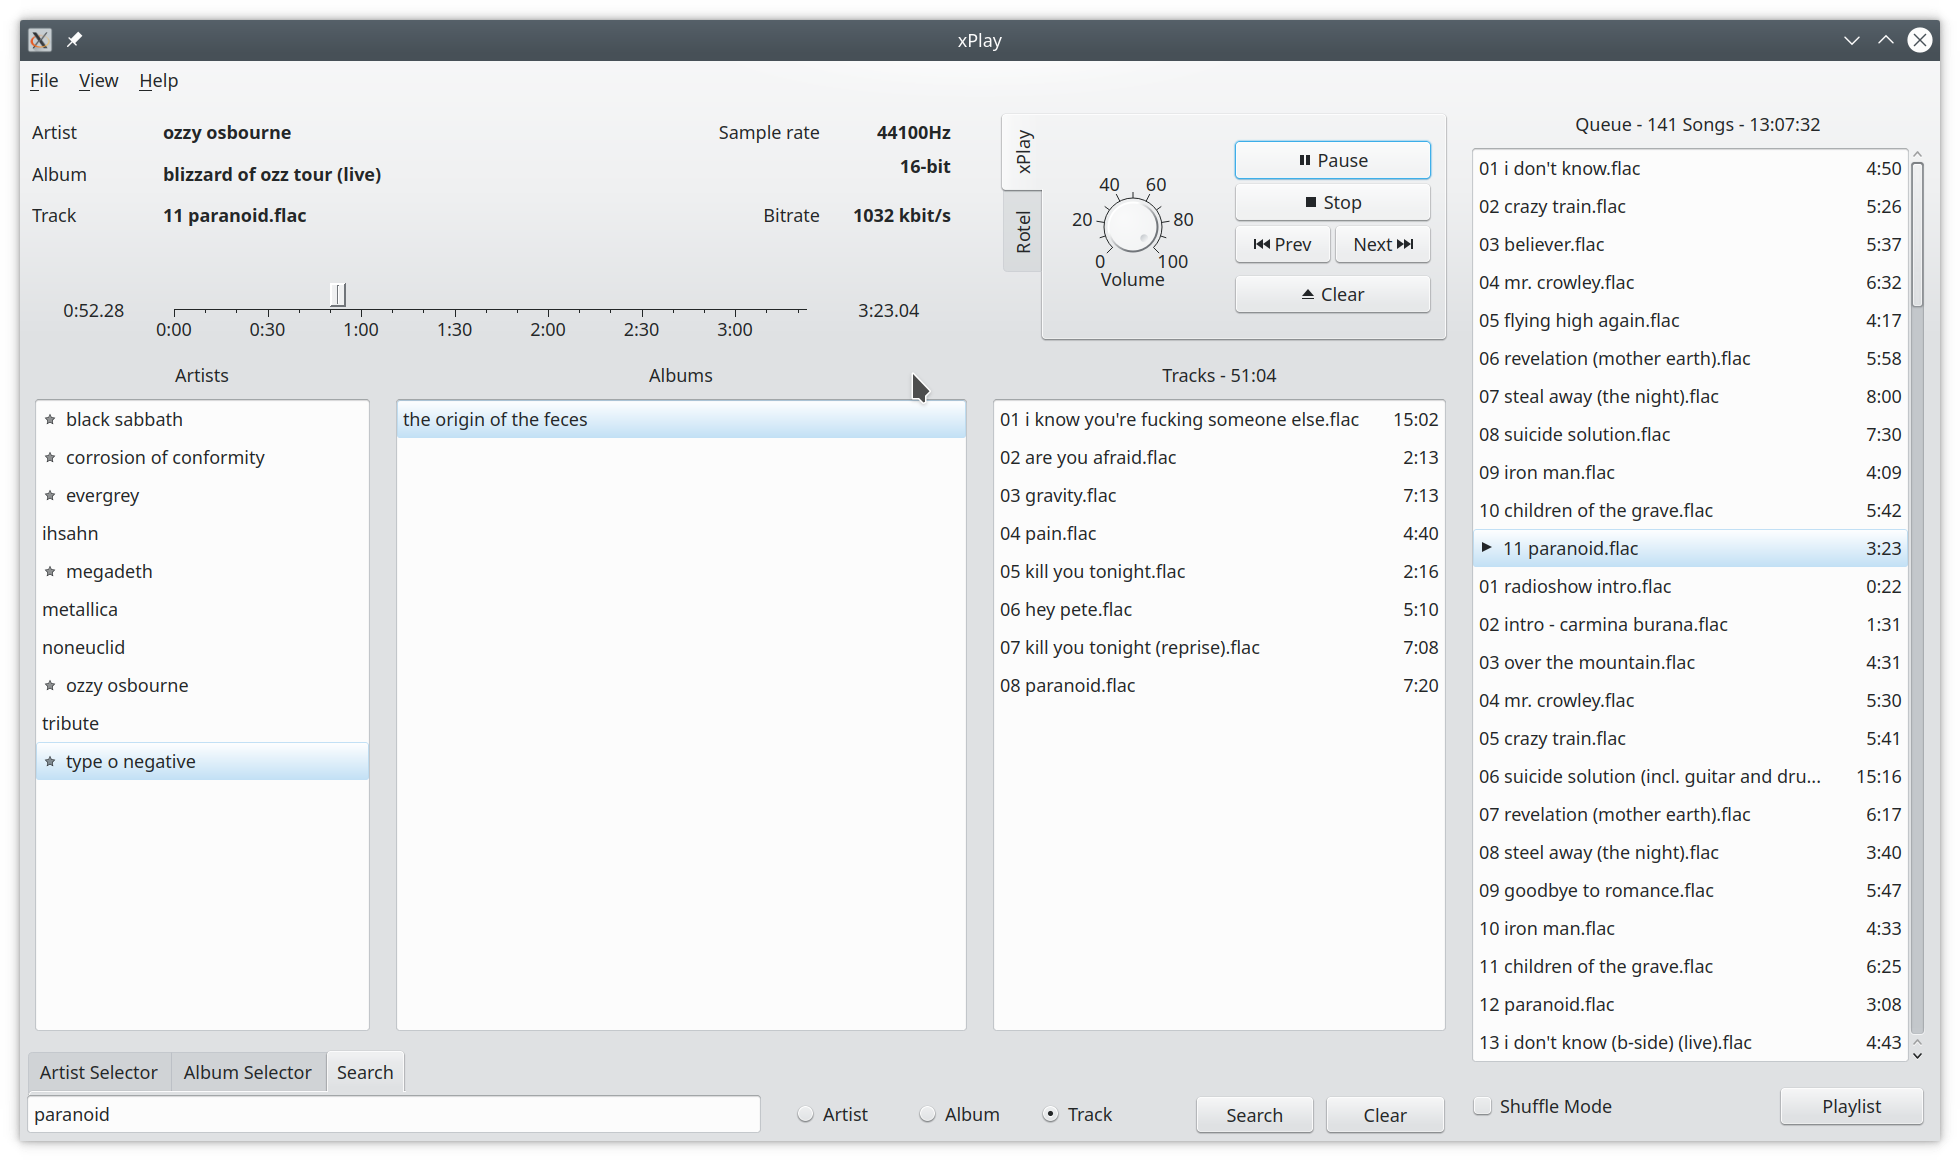 xPlay
File View Help
Artist ozzy osbourne
Album blizzard of ozz tour (live)
Track 11 paranoid.flac
Sample rate 44100Hz
16-bit
Bitrate 1032 kbit/s
0:52.28
0:00 0:30 1:00 1:30 2:00 2:30 3:00
3:23.04
xPlay
Rotel
40 60
20 80
0 100
Volume
Pause
Stop
Prev Next
Clear
Queue - 141 Songs - 13:07:32
01 i don't know.flac 4:50
02 crazy train.flac 5:26
03 believer.flac 5:37
04 mr. crowley.flac 6:32
05 flying high again.flac 4:17
06 revelation (mother earth).flac 5:58
07 steal away (the night).flac 8:00
08 suicide solution.flac 7:30
09 iron man.flac 4:09
10 children of the grave.flac 5:42
11 paranoid.flac 3:23
01 radioshow intro.flac 0:22
02 intro - carmina burana.flac 1:31
03 over the mountain.flac 4:31
04 mr. crowley.flac 5:30
05 crazy train.flac 5:41
06 suicide solution (incl. guitar and dru... 15:16
07 revelation (mother earth).flac 6:17
08 steel away (the night).flac 3:40
09 goodbye to romance.flac 5:47
10 iron man.flac 4:33
11 children of the grave.flac 6:25
12 paranoid.flac 3:08
13 i don't know (b-side) (live).flac 4:43
Artists
black sabbath
corrosion of conformity
evergrey
ihsahn
megadeth
metallica
noneuclid
ozzy osbourne
tribute
type o negative
Albums
the origin of the feces
Tracks - 51:04
01 i know you're fucking someone else.flac 15:02
02 are you afraid.flac 2:13
03 gravity.flac 7:13
04 pain.flac 4:40
05 kill you tonight.flac 2:16
06 hey pete.flac 5:10
07 kill you tonight (reprise).flac 7:08
08 paranoid.flac 7:20
Artist Selector Album Selector Search
paranoid
Artist Album Track
Search Clear
Shuffle Mode
Playlist